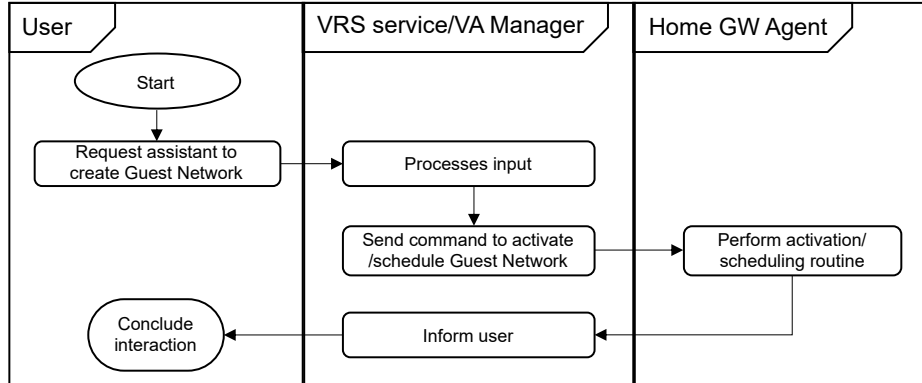 User
VRS service/VA Manager
Home GW Agent
Start
Request assistant to
create Guest Network
Processes input
Send command to activate
/schedule Guest Network
Perform activation/
scheduling routine
Conclude
interaction
Inform user